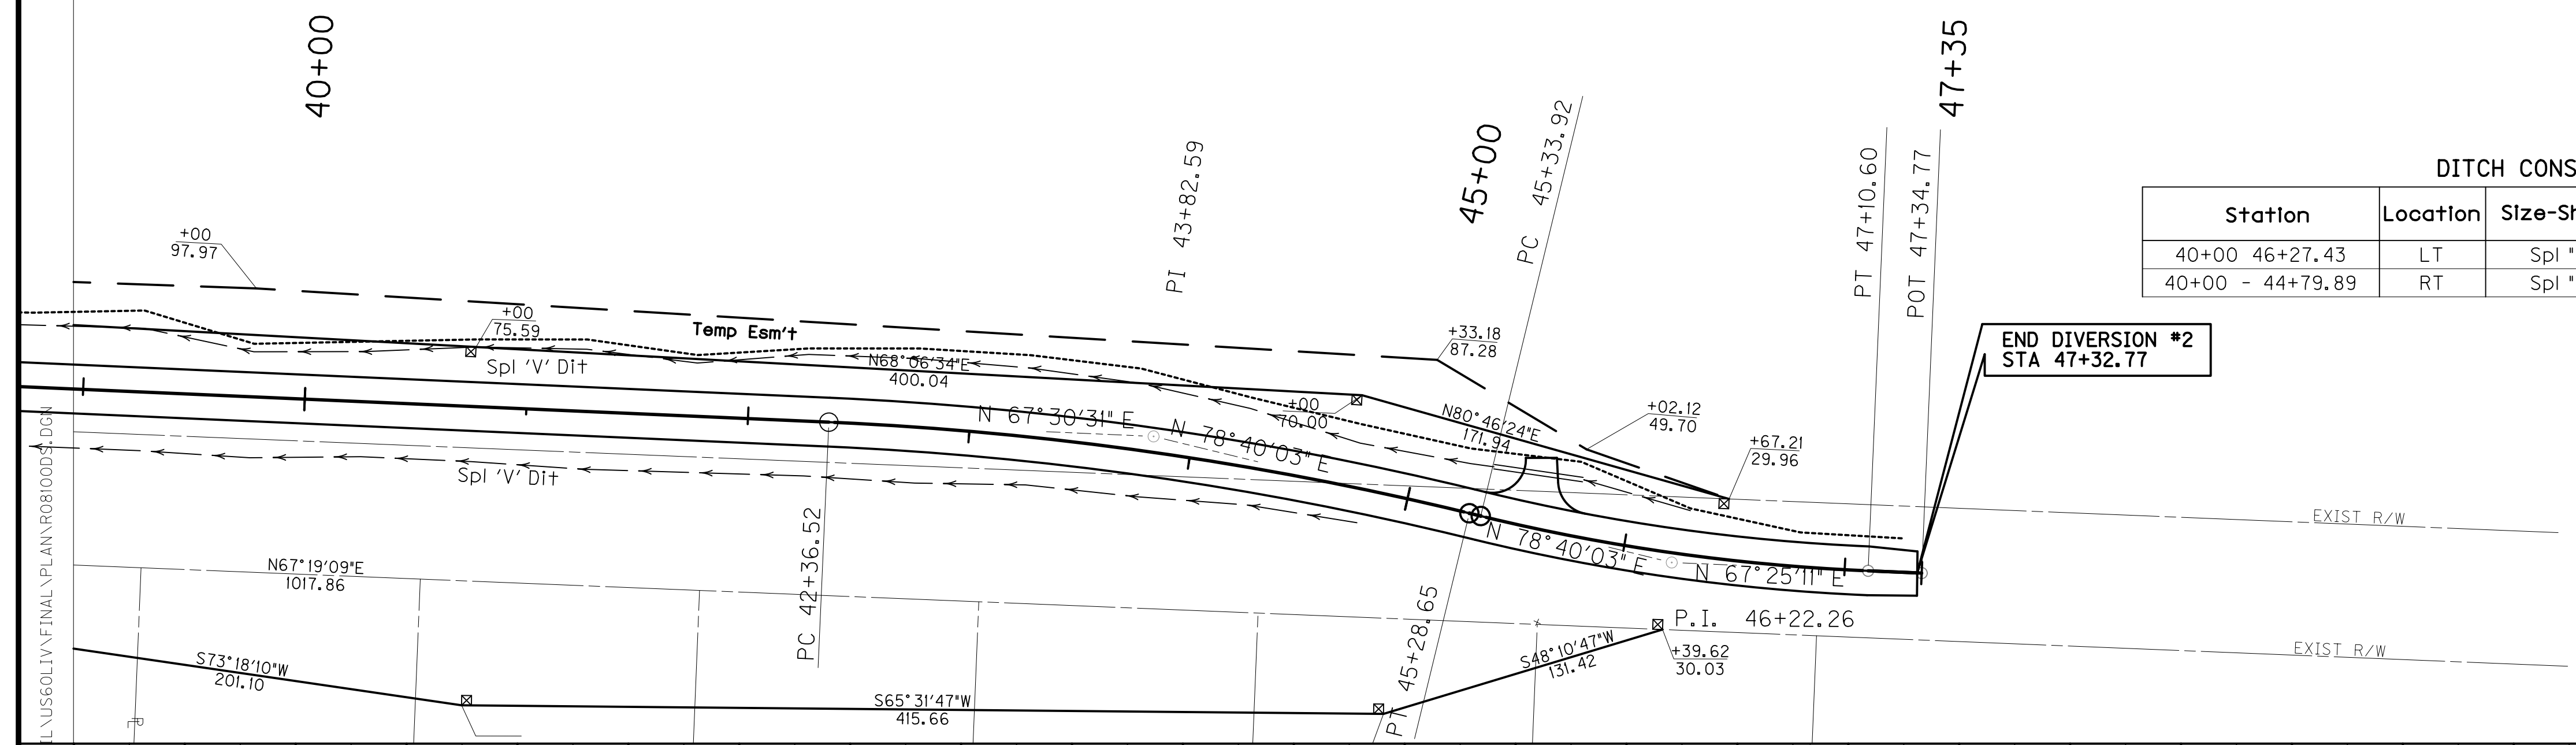 40+00
47+35
PI 43+82.59
45+00
PC 45+33.92
PT 47+10.60
POT 47+34.77
DITCH CONS
Station Location Size-Sh
40+00 46+27.43 LT Spl "
40+00 - 44+79.89 RT Spl "
+00
97.97
+00
75.59
Temp Esm't
+33.18
87.28
END DIVERSION #2
STA 47+32.77
Spl 'V' Dit
N68°06'34"E
400.04
+00
70.00
N80°46'24"E
171.94
+02.12
49.70
+67.21
29.96
N 67°30'31" E
N 78°40'03" E
Spl 'V' Dit
EXIST R/W
N 78°40'03" E
N 67°25'11" E
PC 42+36.52
N67°19'09"E
1017.86
P.I. 46+22.26
PT 45+28.65
S48°10'47"W
131.42
+39.62
30.03
EXIST R/W
S73°18'10"W
201.10
S65°31'47"W
415.66
PL
IL\US60LIV\FINAL\PLAN\R08100DS.DGN